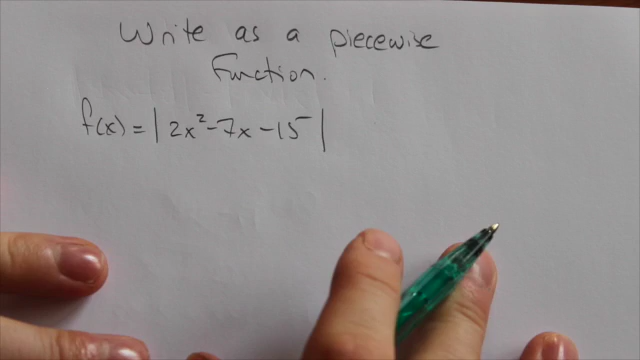 Write as a piecewise
Function.
f(x) = | 2x² - 7x - 15 |